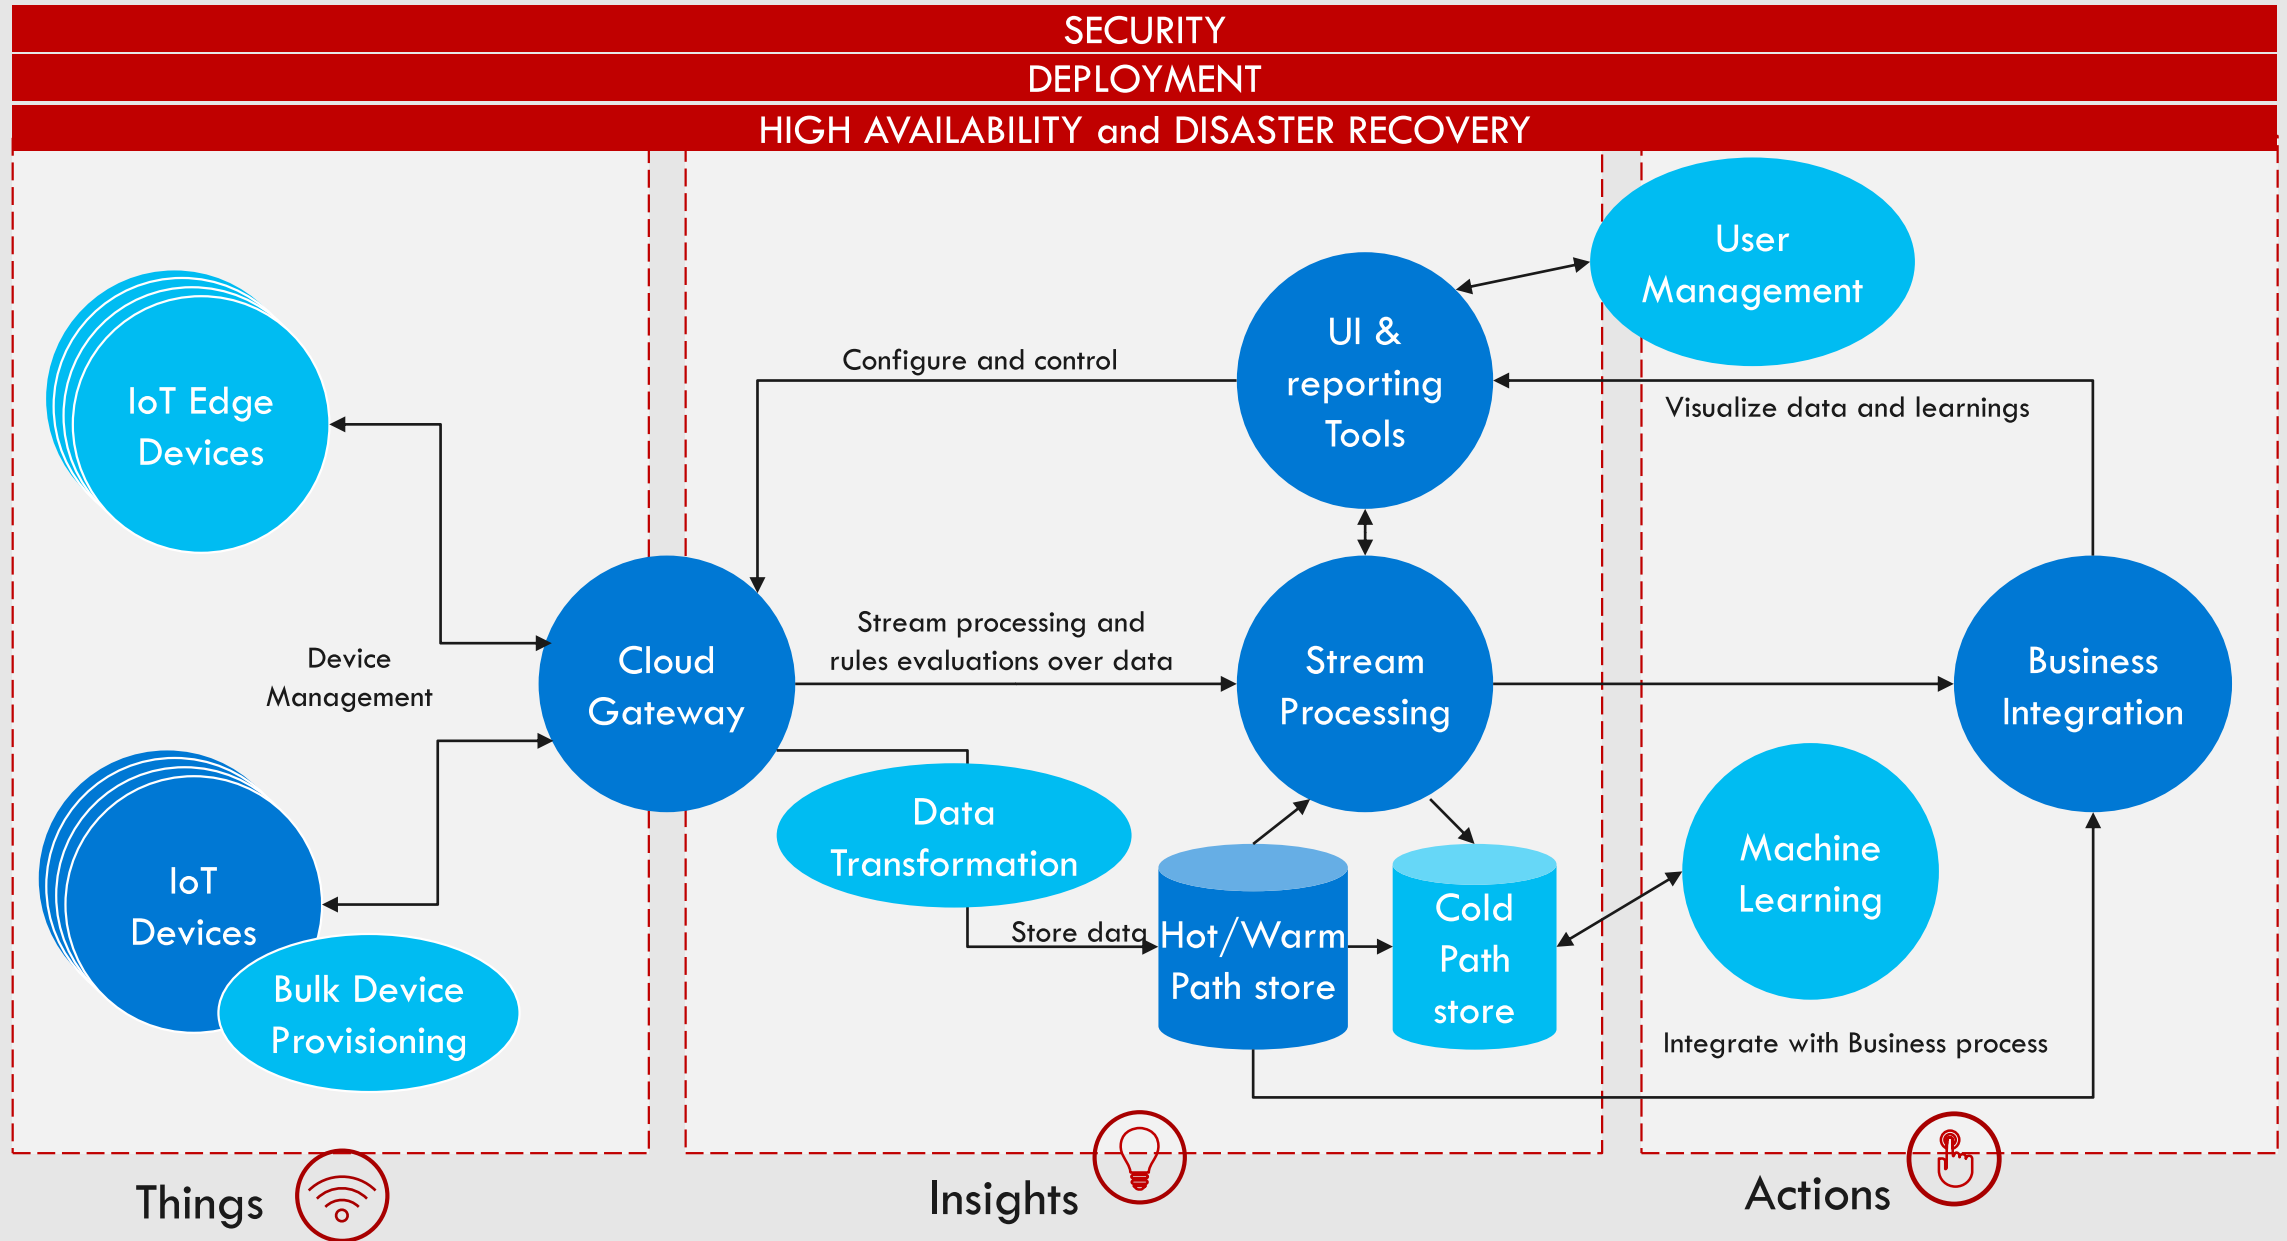 SECURITY
DEPLOYMENT
HIGH AVAILABILITY and DISASTER RECOVERY
User
Management
UI &
reporting
Tools
Configure and control
Visualize data and learnings
IoT Edge
Devices
Device
Management
Cloud
Gateway
Stream processing and
rules evaluations over data
Stream
Processing
Business
Integration
Data
Transformation
Machine
Learning
IoT
Devices
Bulk Device
Provisioning
Store data
Hot/Warm
Path store
Cold
Path
store
Integrate with Business process
Things
Insights
Actions